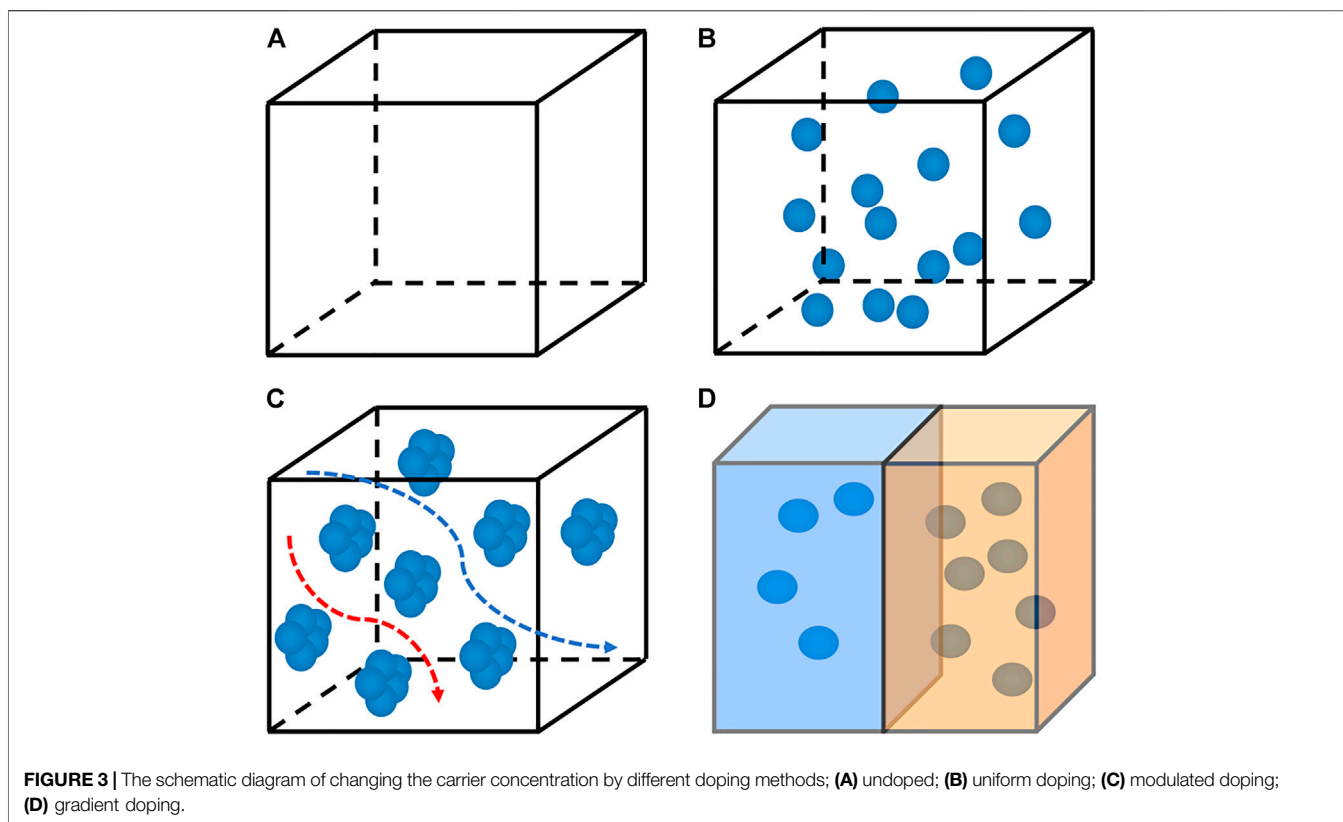 A
B
C
D
FIGURE 3 | The schematic diagram of changing the carrier concentration by different doping methods; (A) undoped; (B) uniform doping; (C) modulated doping;
(D) gradient doping.